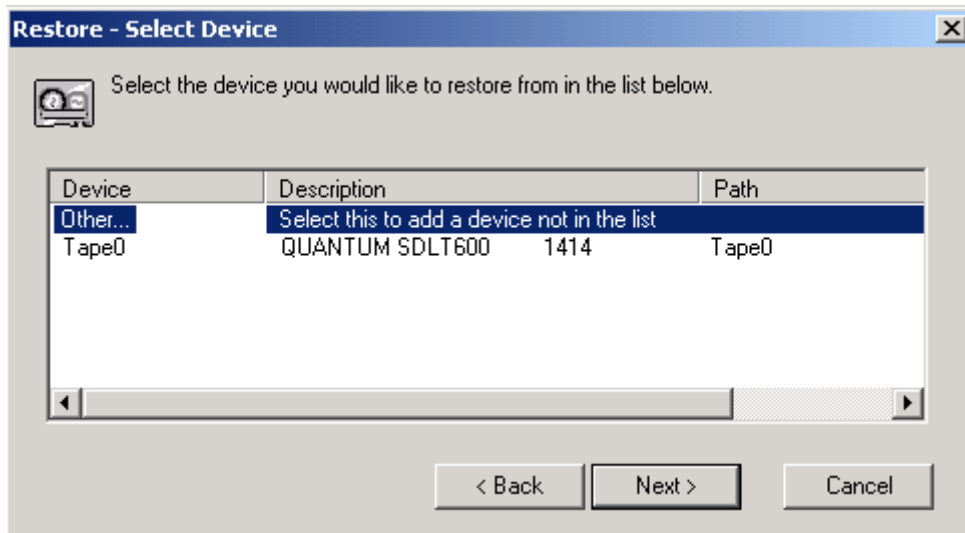 Restore - Select Device
Select the device you would like to restore from in the list below.
Device Description Path
Other... Select this to add a device not in the list
Tape0 QUANTUM SDLT600 1414 Tape0
< Back Next > Cancel